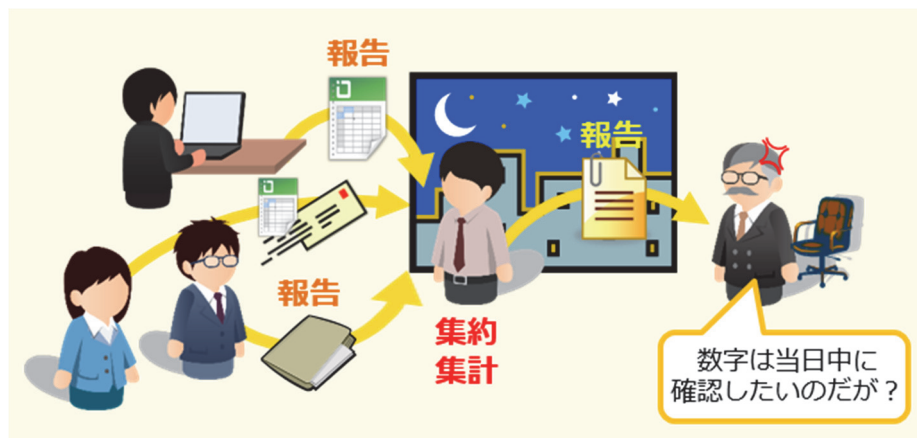 報告
報告
報告
集約
集計
数字は当日中に
確認したいのだが？